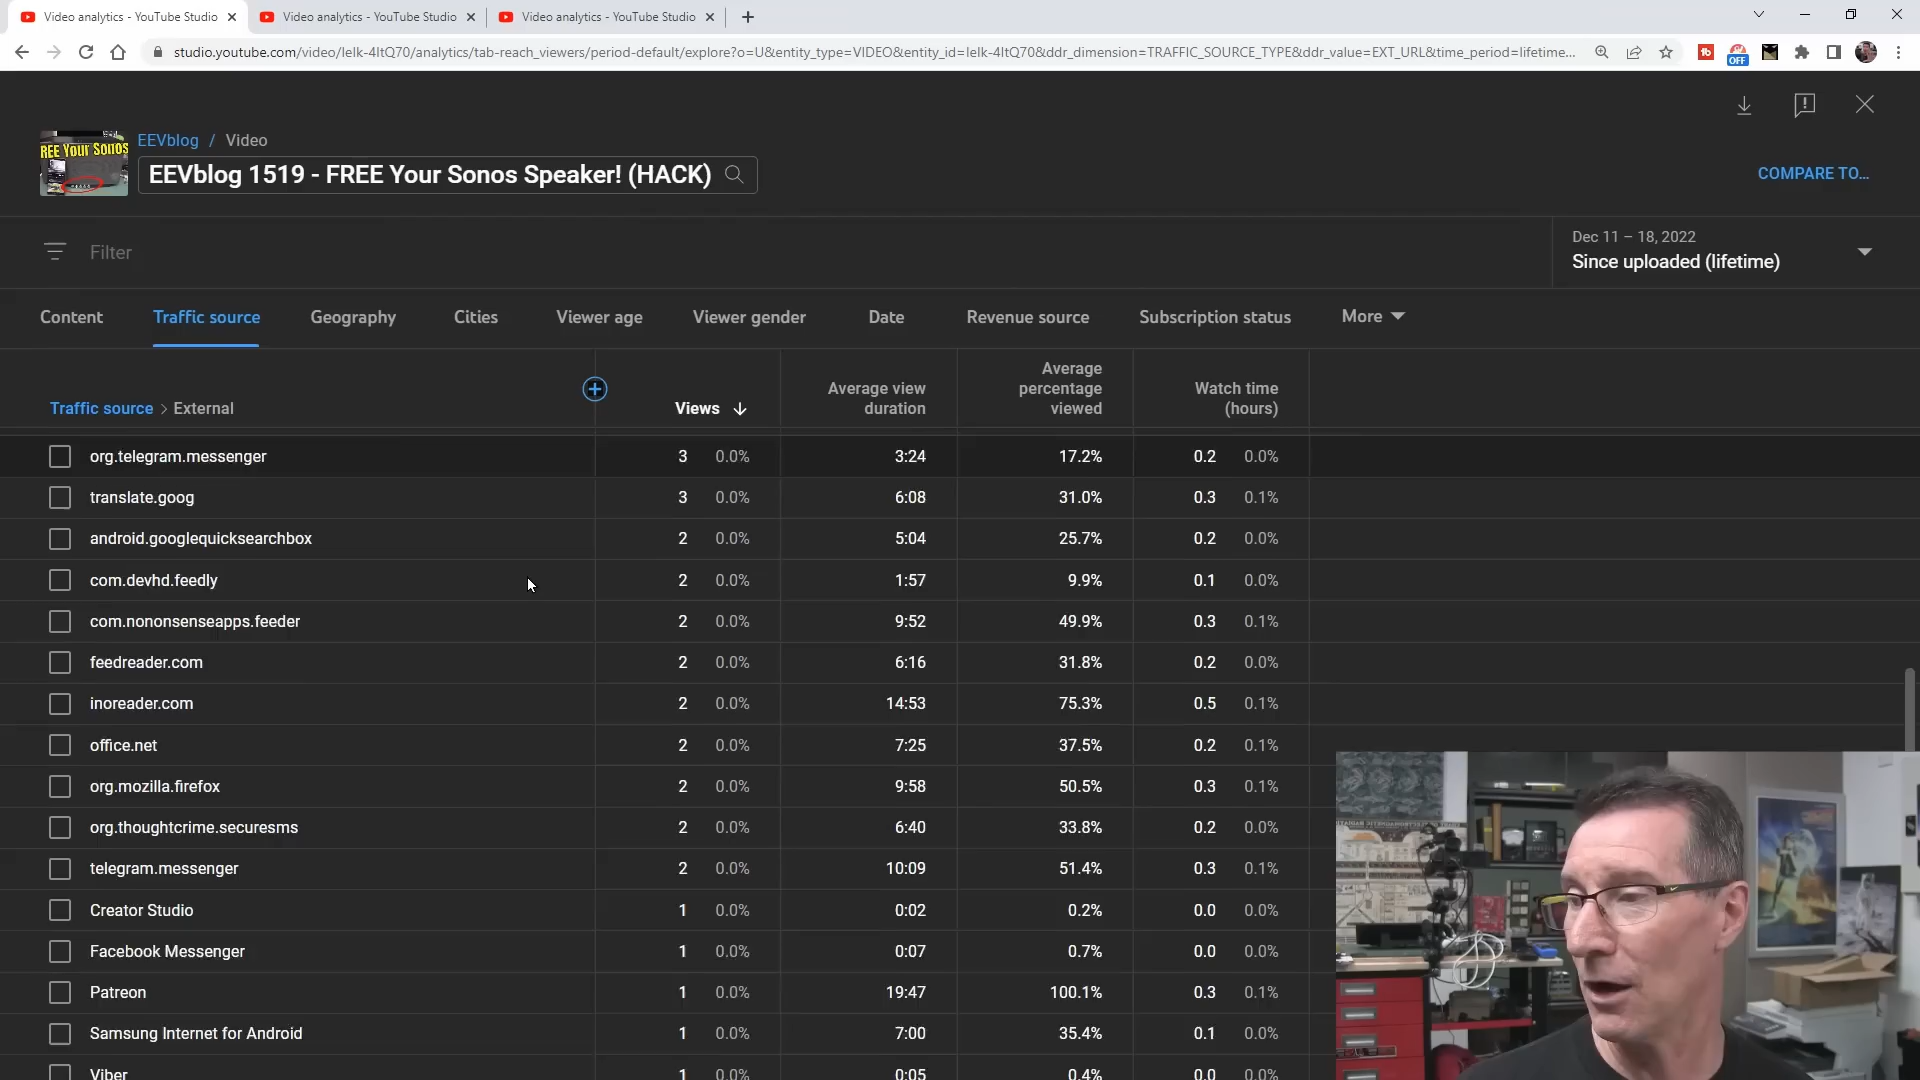 Video analytics - YouTube Studio
Video analytics - YouTube Studio
Video analytics - YouTube Studio
studio.youtube.com/video/lelk-4ltQ70/analytics/tab-reach_viewers/period-default/explore?o=U&entity_type=VIDEO&entity_id=lelk-4ltQ70&ddr_dimension=TRAFFIC_SOURCE_TYPE&ddr_value=EXT_URL&time_period=lifetime...
OFF
REE Your Sonos
EEVblog / Video
EEVblog 1519 - FREE Your Sonos Speaker! (HACK)
COMPARE TO...
Filter
Dec 11 – 18, 2022
Since uploaded (lifetime)
Content Traffic source Geography Cities Viewer age Viewer gender Date Revenue source Subscription status More
Traffic source > External
Views
Average view duration
Average percentage viewed
Watch time (hours)
org.telegram.messenger 3 0.0% 3:24 17.2% 0.2 0.0%
translate.goog 3 0.0% 6:08 31.0% 0.3 0.1%
android.googlequicksearchbox 2 0.0% 5:04 25.7% 0.2 0.0%
com.devhd.feedly 2 0.0% 1:57 9.9% 0.1 0.0%
com.nononsenseapps.feeder 2 0.0% 9:52 49.9% 0.3 0.1%
feedreader.com 2 0.0% 6:16 31.8% 0.2 0.0%
inoreader.com 2 0.0% 14:53 75.3% 0.5 0.1%
office.net 2 0.0% 7:25 37.5% 0.2 0.1%
org.mozilla.firefox 2 0.0% 9:58 50.5% 0.3 0.1%
org.thoughtcrime.securesms 2 0.0% 6:40 33.8% 0.2 0.0%
telegram.messenger 2 0.0% 10:09 51.4% 0.3 0.1%
Creator Studio 1 0.0% 0:02 0.2% 0.0 0.0%
Facebook Messenger 1 0.0% 0:07 0.7% 0.0 0.0%
Patreon 1 0.0% 19:47 100.1% 0.3 0.1%
Samsung Internet for Android 1 0.0% 7:00 35.4% 0.1 0.0%
Viber 1 0.0% 0:05 0.4% 0.0 0.0%